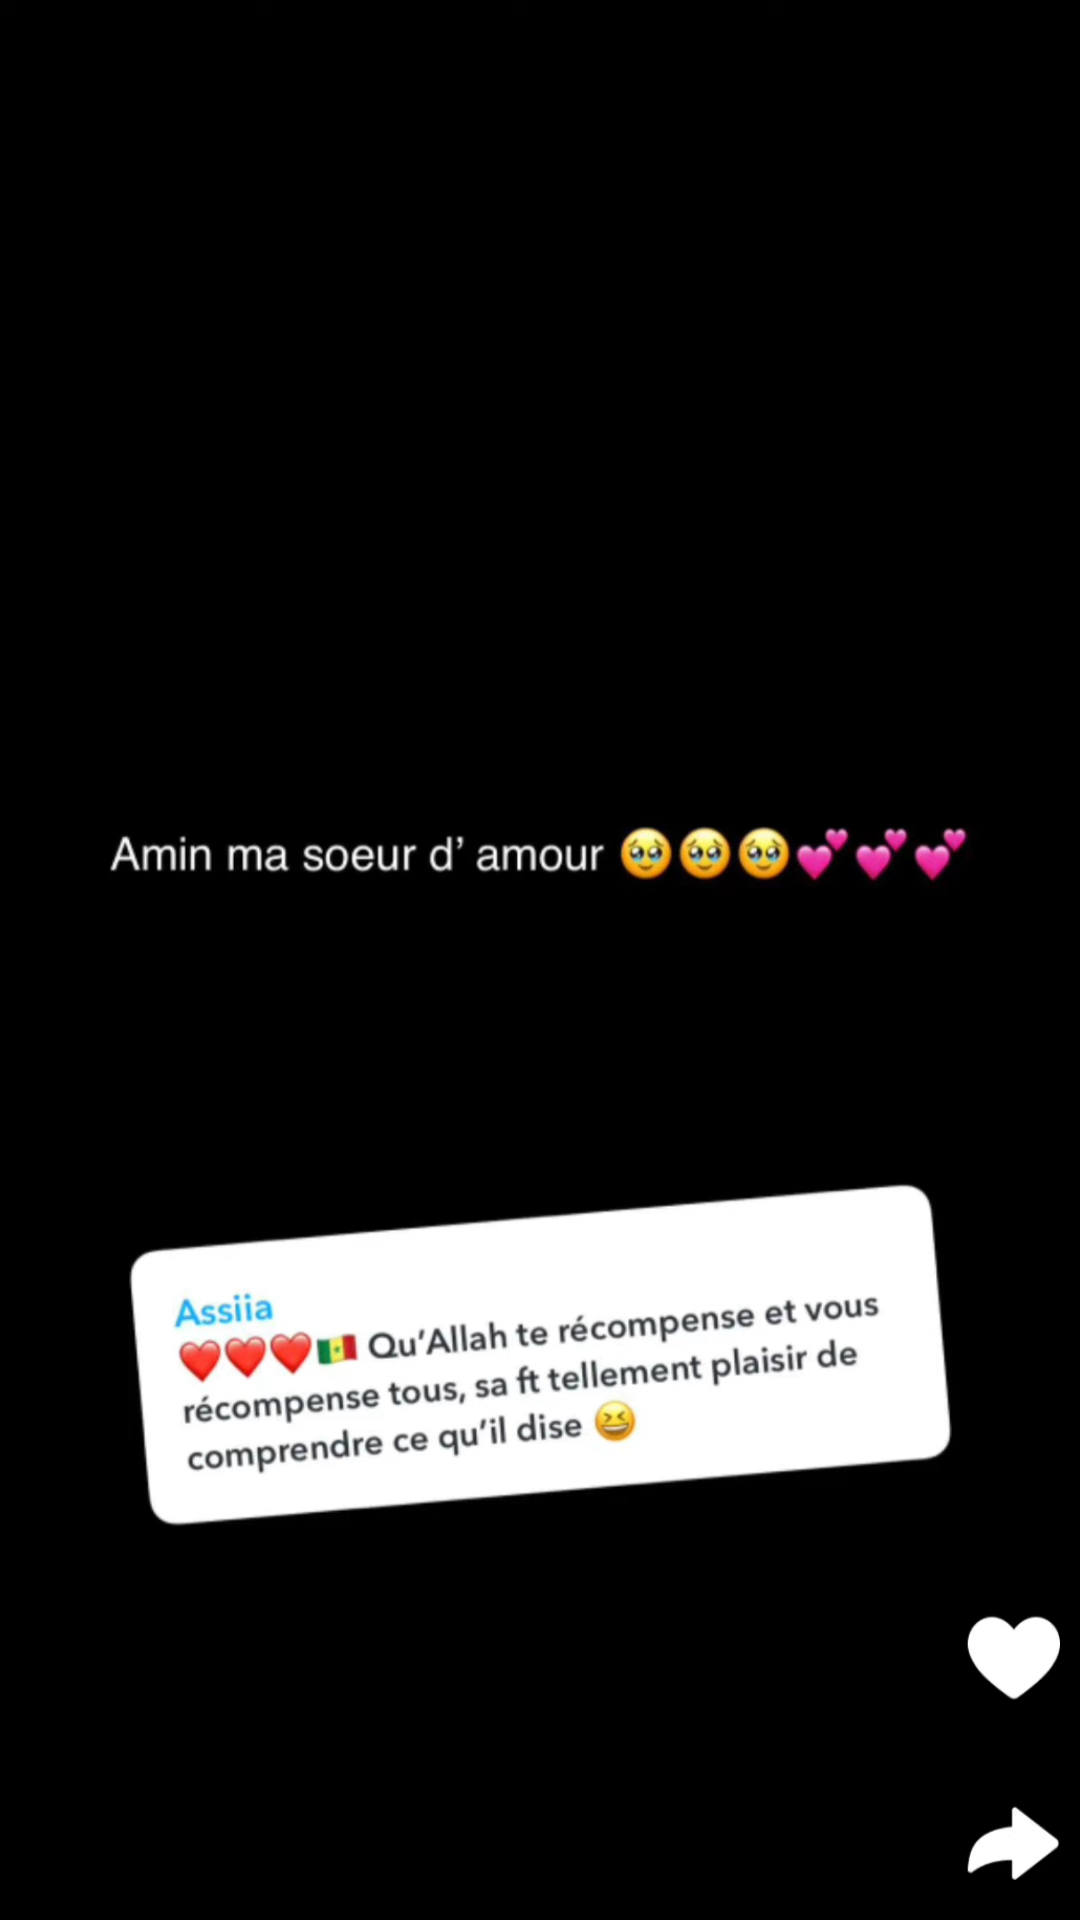 Amin ma soeur d’ amour 🥹🥹🥹💕💕💕
Assiia
❤️❤️❤️🇸🇳 Qu’Allah te récompense et vous
récompense tous, sa ft tellement plaisir de
comprendre ce qu’il dise 😆